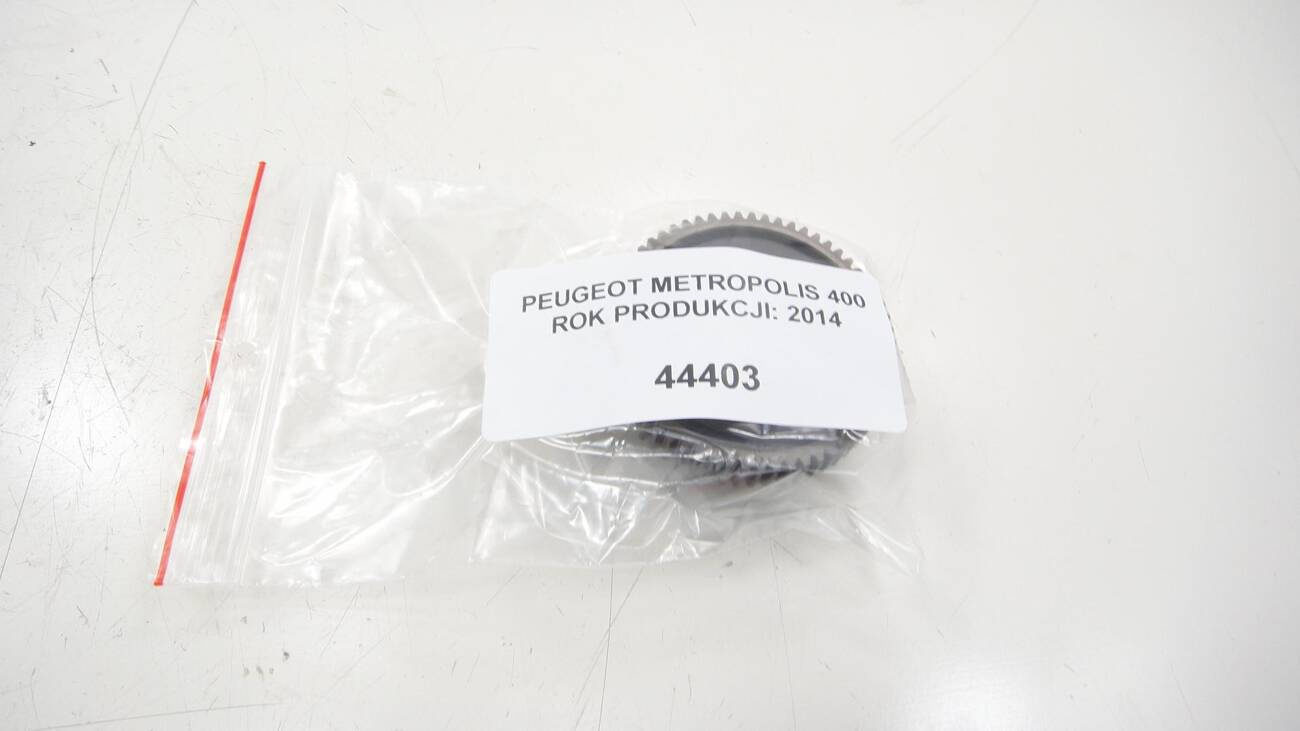 PEUGEOT METROPOLIS 400
ROK PRODUKCJI: 2014
44403